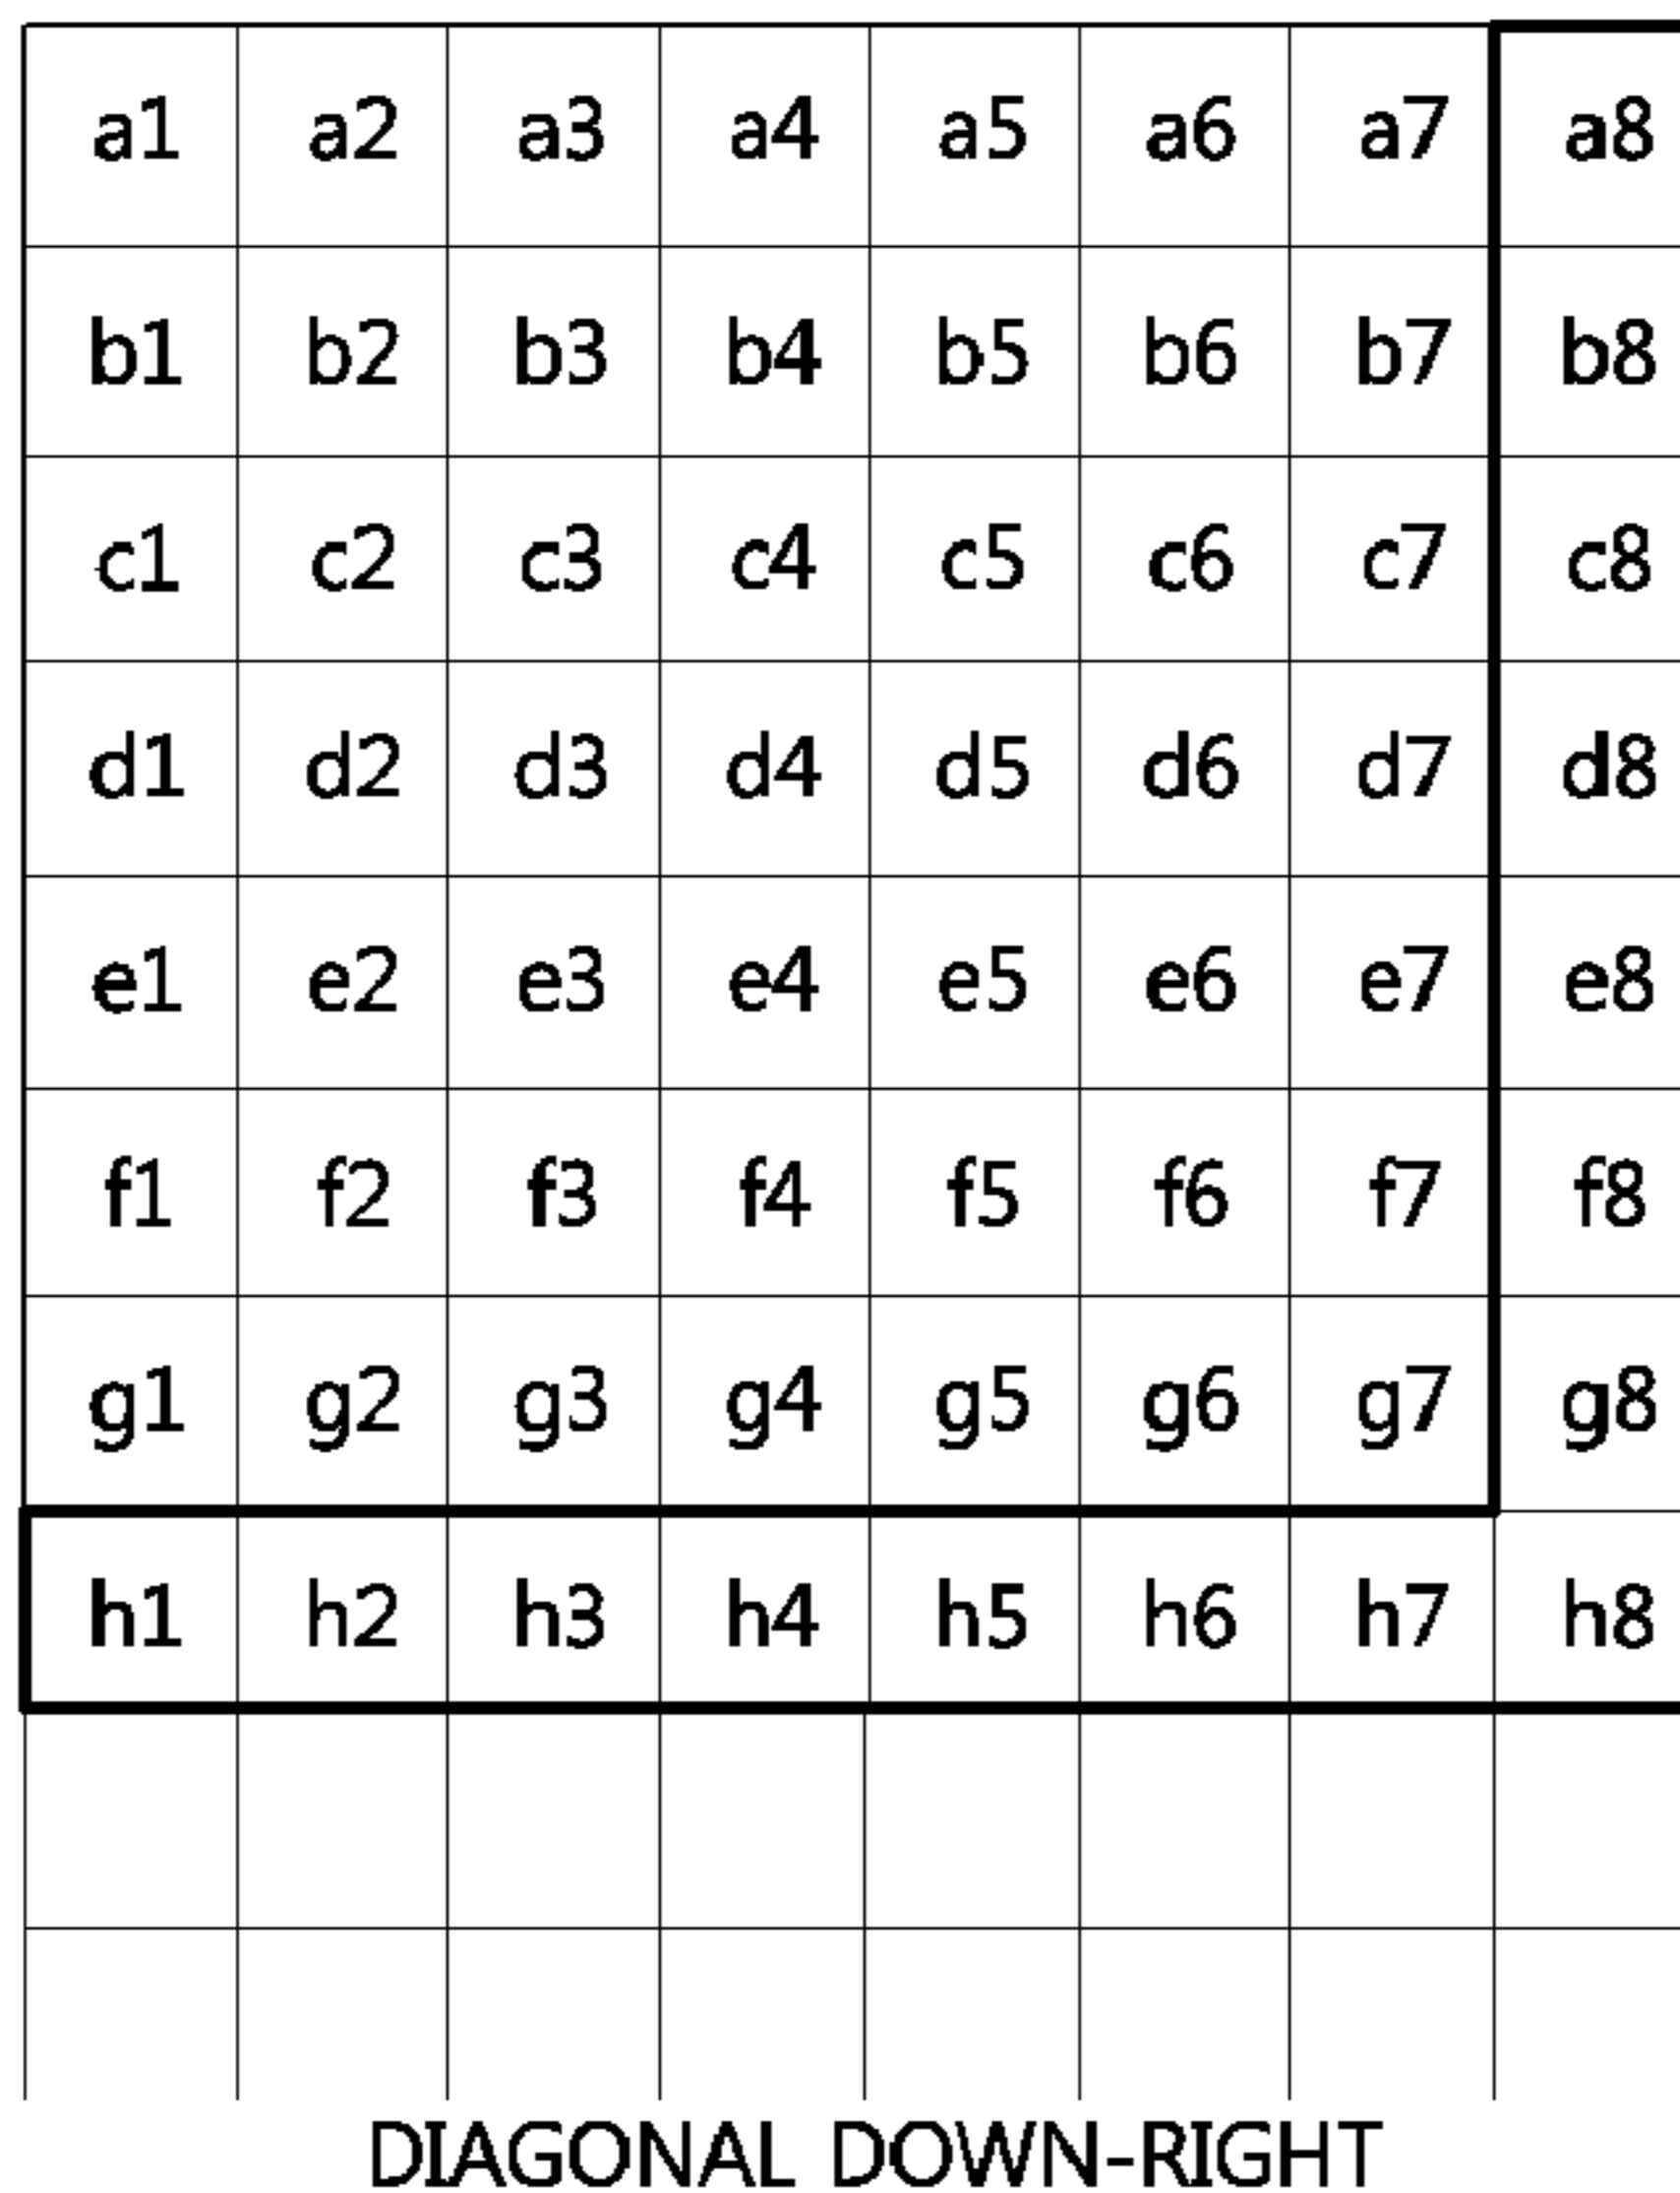 a1 a2 a3 a4 a5 a6 a7 a8
b1 b2 b3 b4 b5 b6 b7 b8
c1 c2 c3 c4 c5 c6 c7 c8
d1 d2 d3 d4 d5 d6 d7 d8
e1 e2 e3 e4 e5 e6 e7 e8
f1 f2 f3 f4 f5 f6 f7 f8
g1 g2 g3 g4 g5 g6 g7 g8
h1 h2 h3 h4 h5 h6 h7 h8
DIAGONAL DOWN-RIGHT